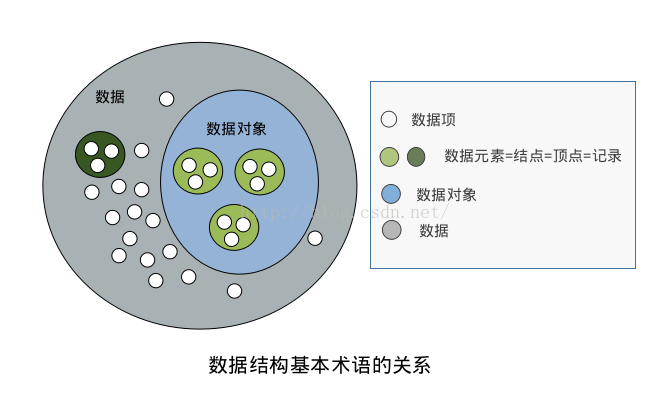 数据
数据对象
数据项
数据元素=结点=顶点=记录
数据对象
数据
http://blog.csdn.net/
数据结构基本术语的关系